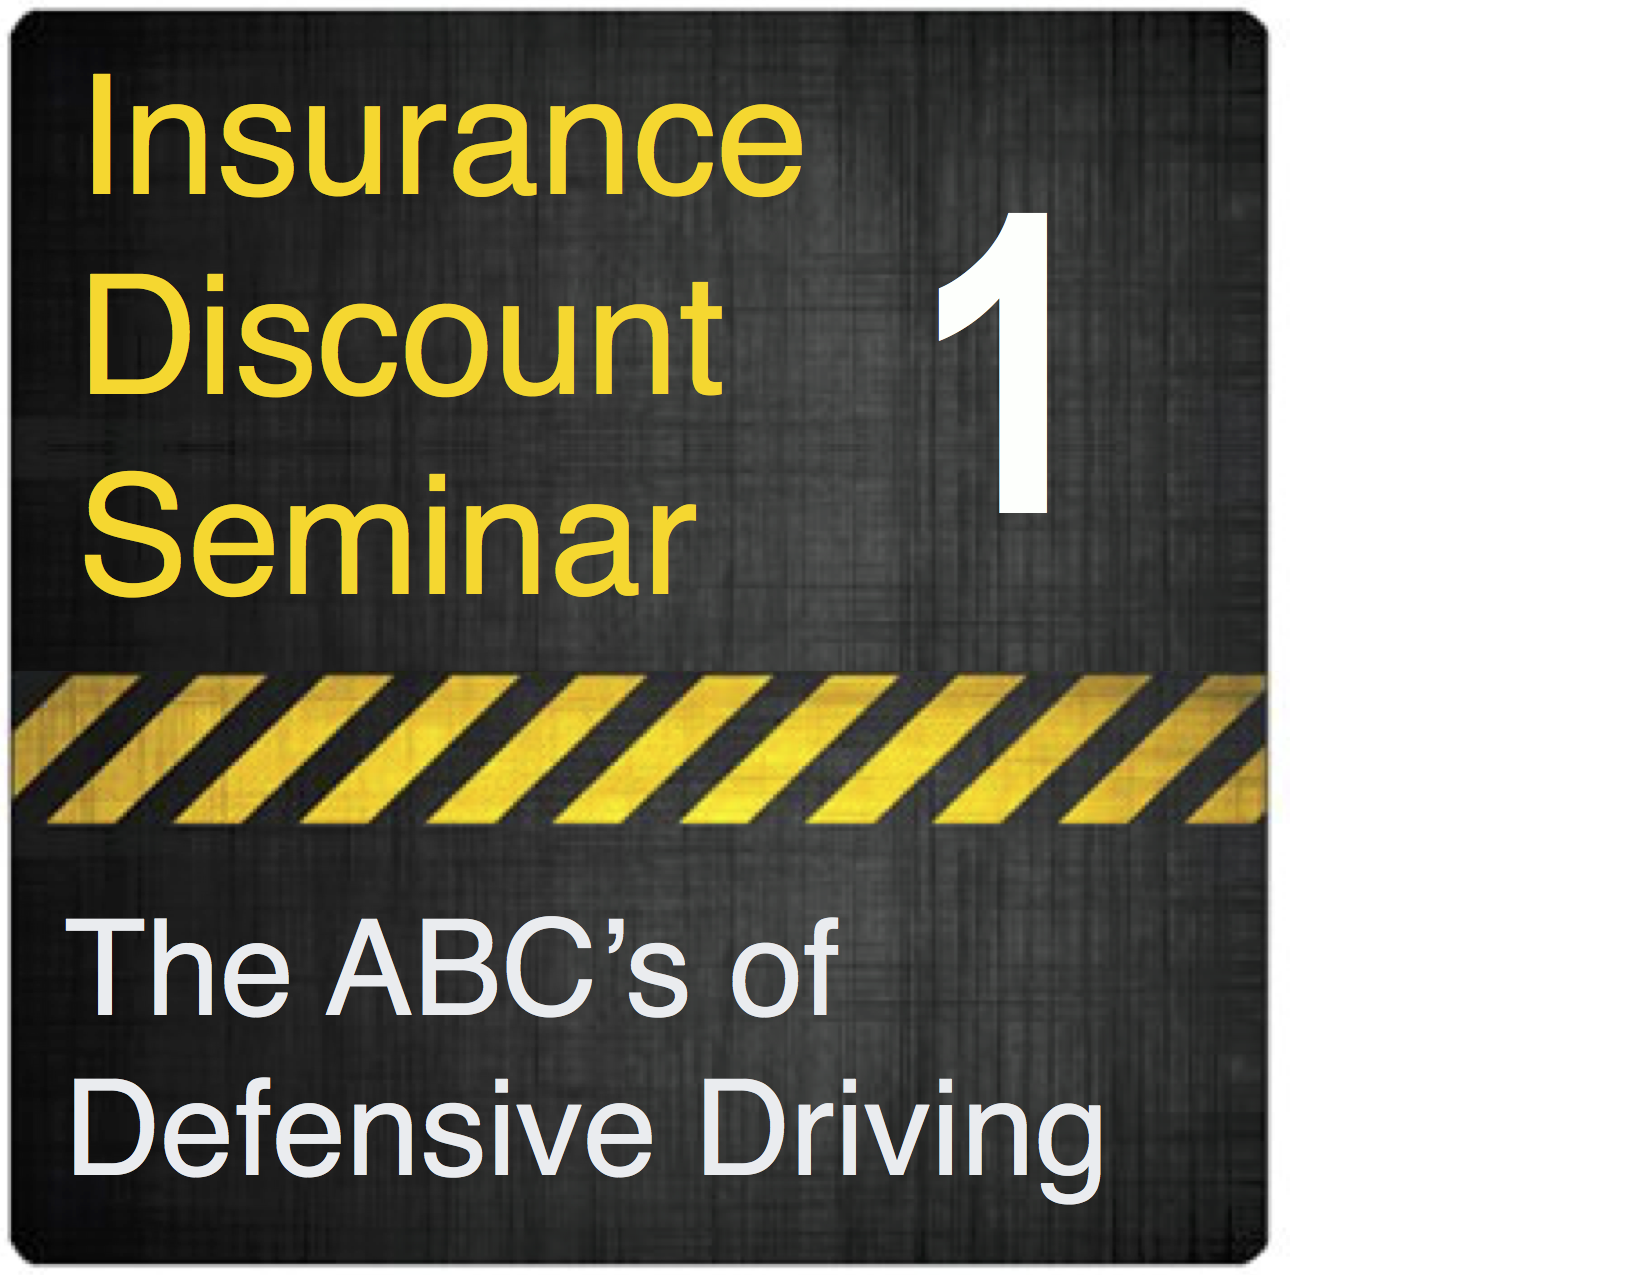 Insurance
Discount
Seminar
1
The ABC’s of
Defensive Driving